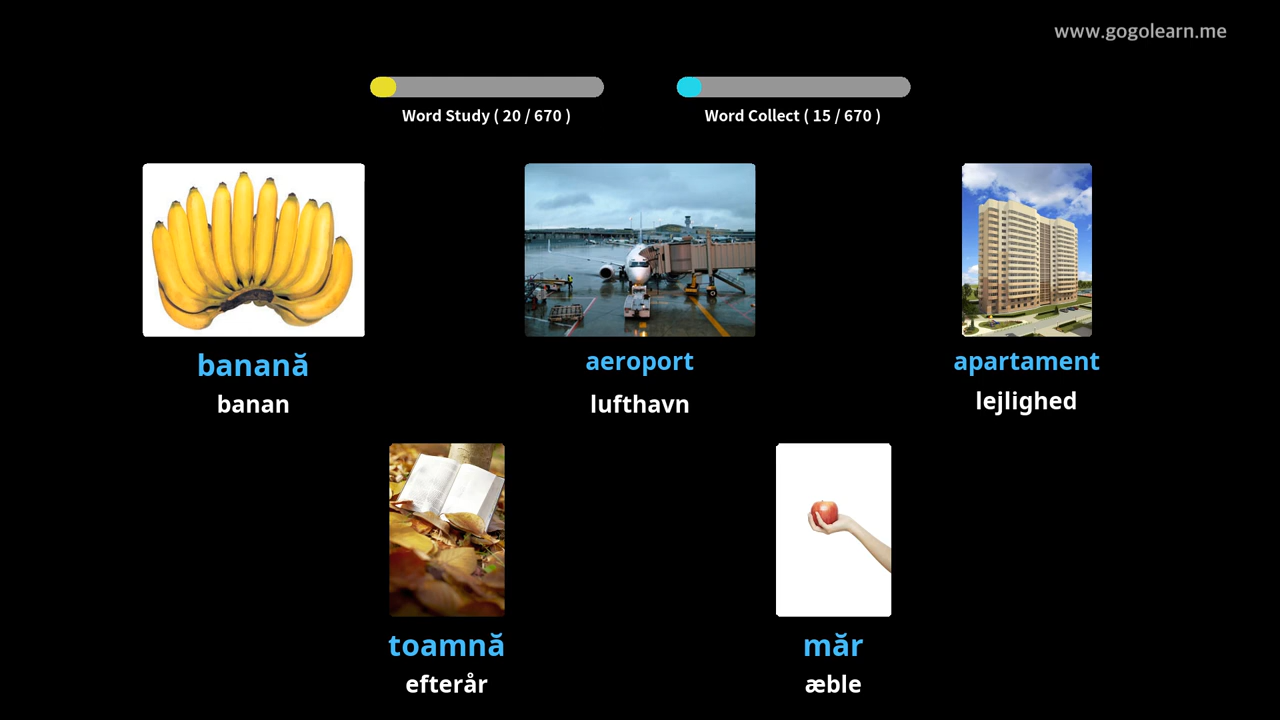 www.gogolearn.me
Word Study ( 20 / 670 )
Word Collect ( 15 / 670 )
banană
banan
aeroport
lufthavn
apartament
lejlighed
toamnă
efterår
măr
æble